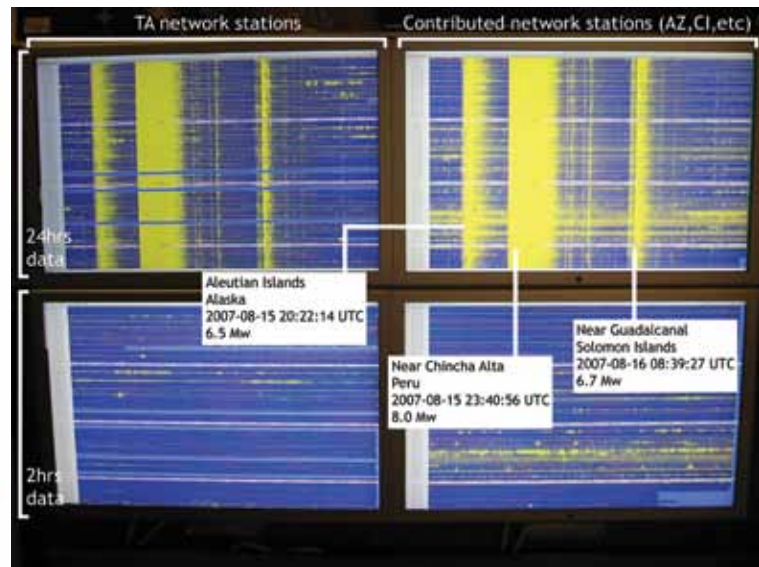 TA network stations
Contributed network stations (AZ,CI,etc)
24hrs
data
Aleutian Islands
Alaska
2007-08-15 20:22:14 UTC
6.5 Mw
Near Chincha Alta
Peru
2007-08-15 23:40:56 UTC
8.0 Mw
Near Guadalcanal
Solomon Islands
2007-08-16 08:39:27 UTC
6.7 Mw
2hrs
data